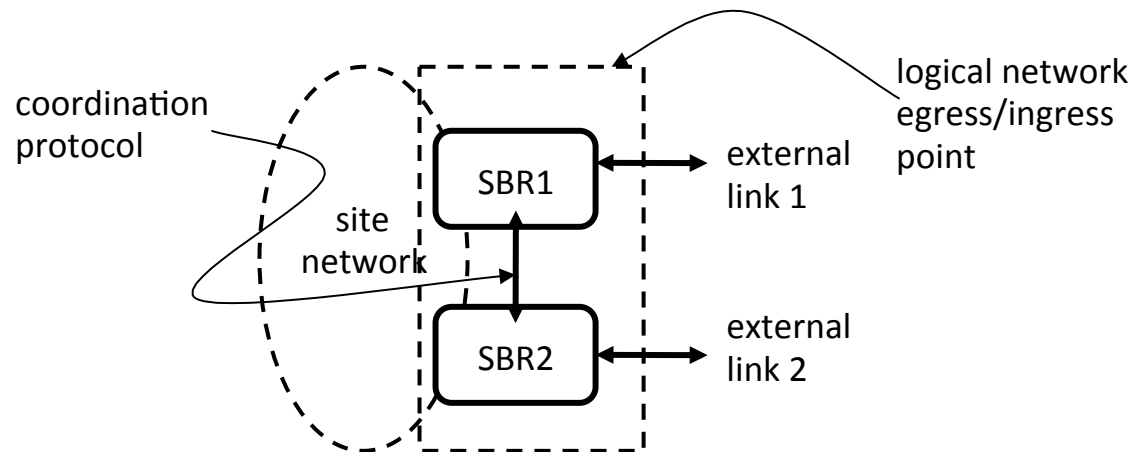 coordination
protocol
logical network
egress/ingress
point
SBR1
external
link 1
site
network
SBR2
external
link 2